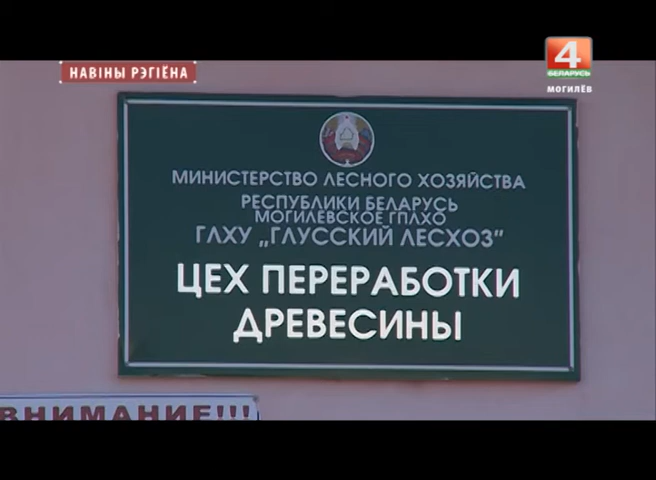 НАВІНЫ РЭГІЁНА
4
БЕЛАРУСЬ
МОГИЛЁВ
МИНИСТЕРСТВО ЛЕСНОГО ХОЗЯЙСТВА
РЕСПУБЛИКИ БЕЛАРУСЬ
МОГИЛЕВСКОЕ ГПЛХО
ГЛХУ „ГЛУССКИЙ ЛЕСХОЗ”
ЦЕХ ПЕРЕРАБОТКИ
ДРЕВЕСИНЫ
ВНИМАНИЕ!!!